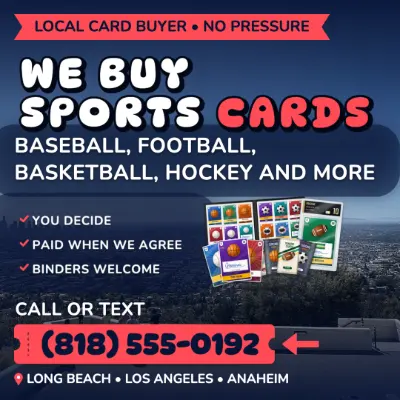 LOCAL CARD BUYER • NO PRESSURE
WE BUY
SPORTS CARDS
BASEBALL, FOOTBALL,
BASKETBALL, HOCKEY AND MORE
YOU DECIDE
PAID WHEN WE AGREE
BINDERS WELCOME
10
CALL OR TEXT
(818) 555-0192
LONG BEACH • LOS ANGELES • ANAHEIM